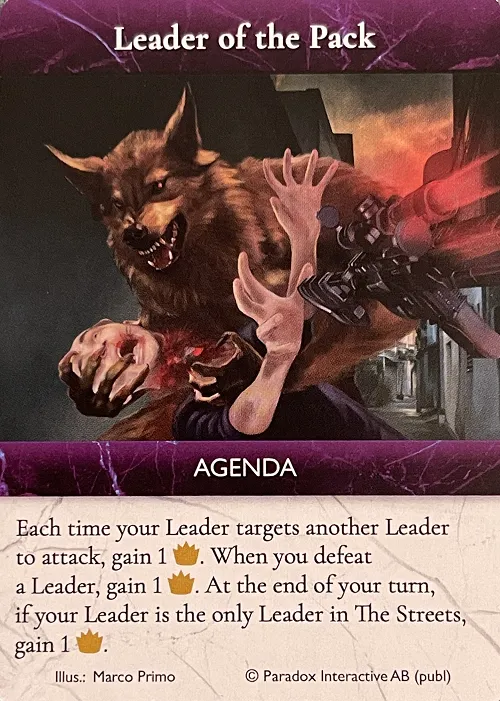 Leader of the Pack
AGENDA
Each time your Leader targets another Leader
to attack, gain 1 . When you defeat
a Leader, gain 1 . At the end of your turn,
if your Leader is the only Leader in The Streets,
gain 1 .
Illus.: Marco Primo © Paradox Interactive AB (publ)